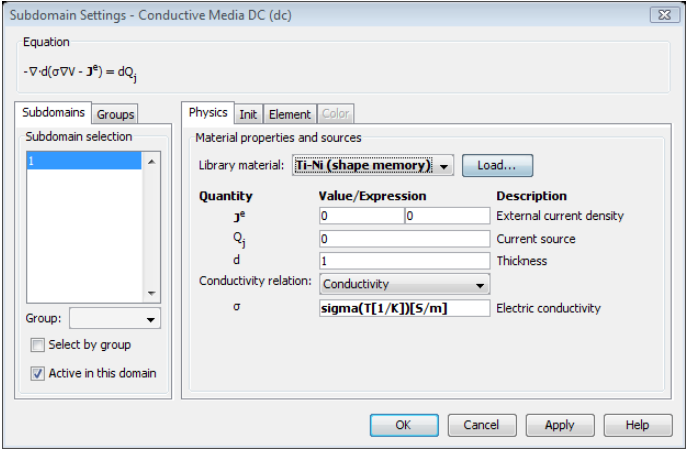 Subdomain Settings - Conductive Media DC (dc)
Equation
-∇·d(σ∇V - Jᵉ) = dQⱼ
Subdomains Groups
Subdomain selection
1
Group:
Select by group
Active in this domain
Physics Init Element Color
Material properties and sources
Library material: Ti-Ni (shape memory) Load...
Quantity Value/Expression Description
Jᵉ 0 0 External current density
Qⱼ 0 Current source
d 1 Thickness
Conductivity relation: Conductivity
σ sigma(T[1/K])[S/m] Electric conductivity
OK Cancel Apply Help